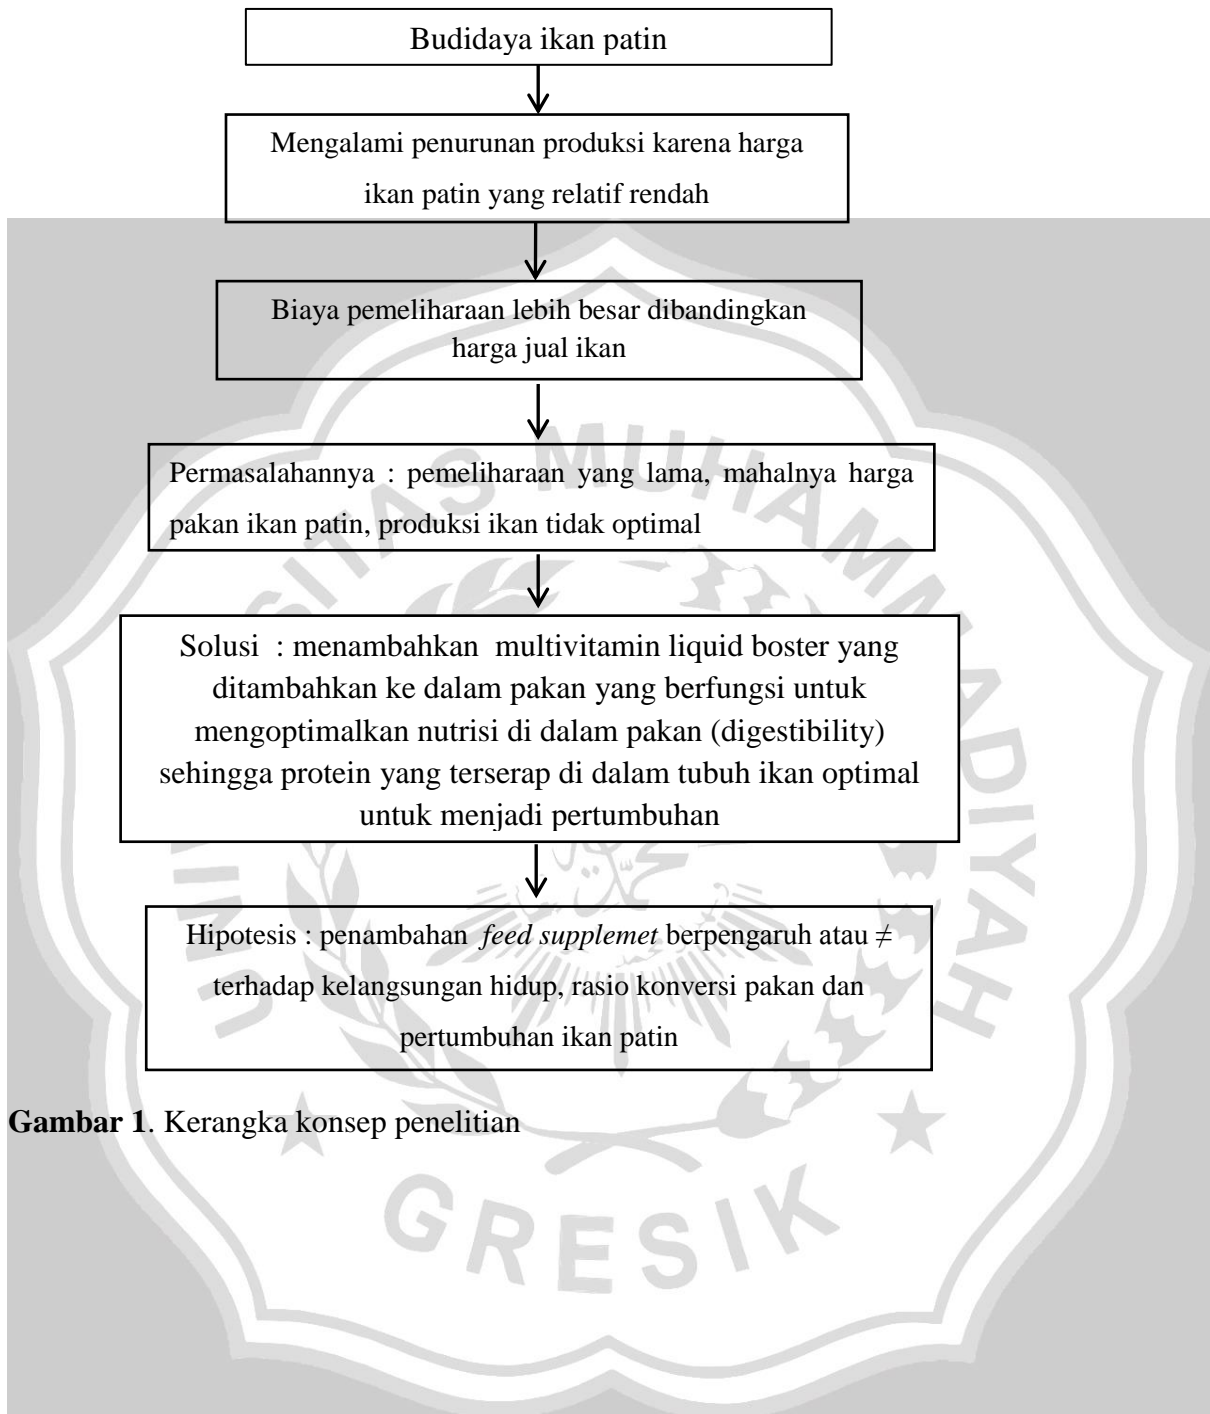 Budidaya ikan patin
Mengalami penurunan produksi karena harga
ikan patin yang relatif rendah
Biaya pemeliharaan lebih besar dibandingkan
harga jual ikan
Permasalahannya : pemeliharaan yang lama, mahalnya harga
pakan ikan patin, produksi ikan tidak optimal
Solusi : menambahkan multivitamin liquid boster yang
ditambahkan ke dalam pakan yang berfungsi untuk
mengoptimalkan nutrisi di dalam pakan (digestibility)
sehingga protein yang terserap di dalam tubuh ikan optimal
untuk menjadi pertumbuhan
Hipotesis : penambahan feed supplemet berpengaruh atau ≠
terhadap kelangsungan hidup, rasio konversi pakan dan
pertumbuhan ikan patin
Gambar 1. Kerangka konsep penelitian
GRESIK